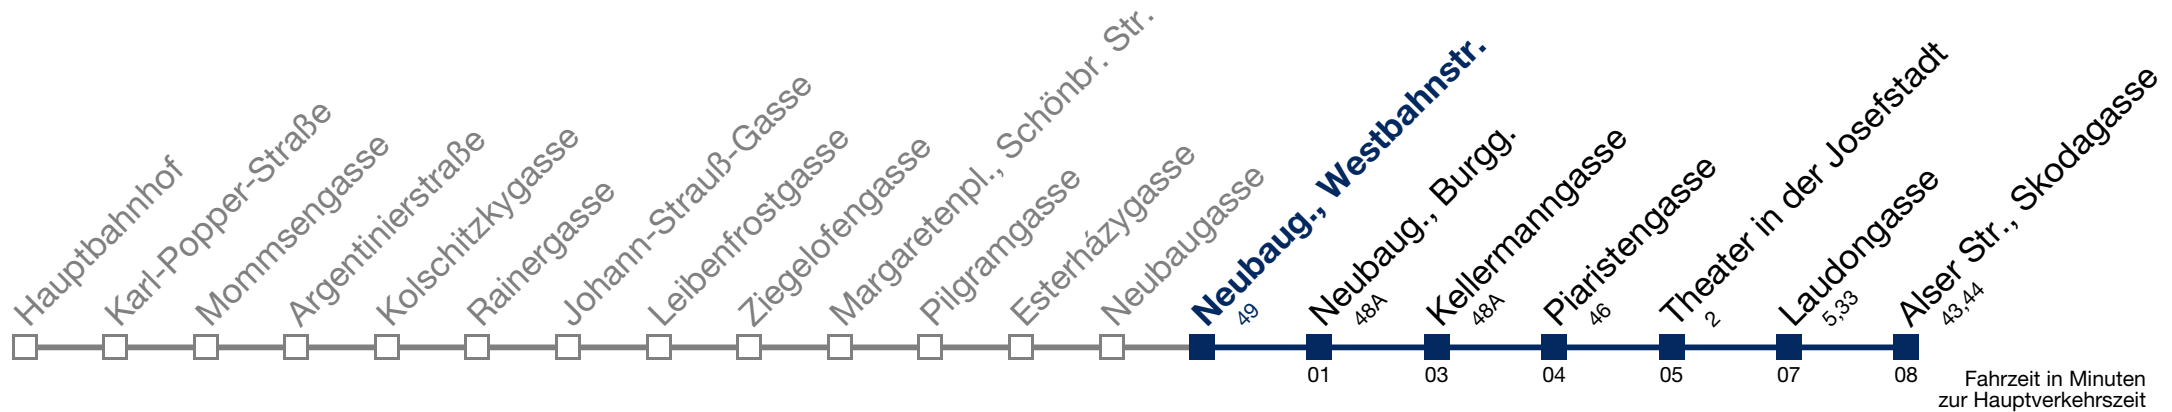 Hauptbahnhof
Karl-Popper-Straße
Mommsengasse
Argentinierstraße
Kolschitzkygasse
Rainergasse
Johann-Strauß-Gasse
Leibenfrostgasse
Ziegelofengasse
Margaretenpl., Schönbr. Str.
Pilgramgasse
Esterházygasse
Neubaugasse
Neubaug., Westbahnstr.
49
Neubaug., Burgg.
48A
Kellermanngasse
48A
Piaristengasse
46
Theater in der Josefstadt
2
Laudongasse
5,33
Alser Str., Skodagasse
43,44
01 03 04 05 07 08
Fahrzeit in Minuten
zur Hauptverkehrszeit